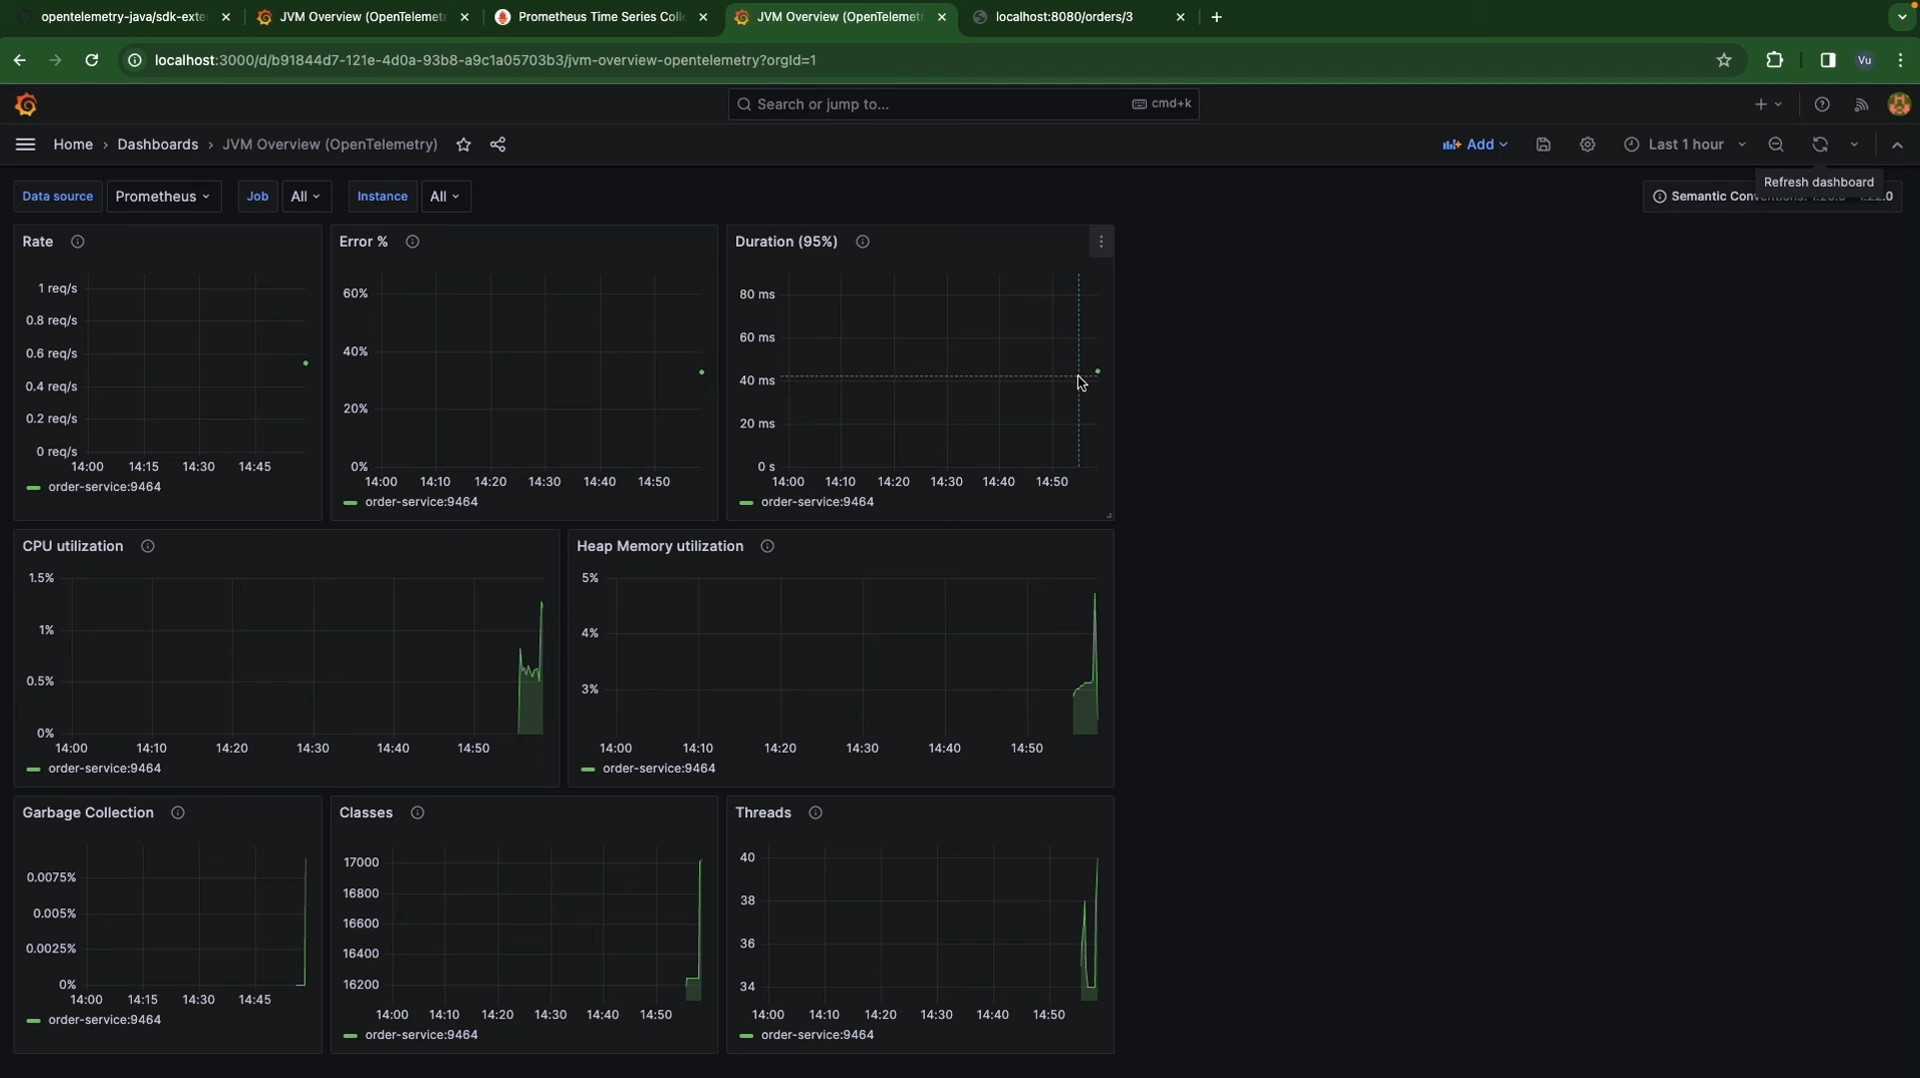 opentelemetry-java/sdk-exte
JVM Overview (OpenTelemetr
Prometheus Time Series Colle
JVM Overview (OpenTelemetr
localhost:8080/orders/3
localhost:3000/d/b91844d7-121e-4d0a-93b8-a9c1a05703b3/jvm-overview-opentelemetry?orgId=1
Vu
Search or jump to...
cmd+k
Home › Dashboards › JVM Overview (OpenTelemetry)
Add
Last 1 hour
Refresh dashboard
Data source Prometheus Job All Instance All
Semantic
Rate
1 req/s
0.8 req/s
0.6 req/s
0.4 req/s
0.2 req/s
0 req/s
14:00 14:15 14:30 14:45
order-service:9464
Error %
60%
40%
20%
0%
14:00 14:10 14:20 14:30 14:40 14:50
order-service:9464
Duration (95%)
80 ms
60 ms
40 ms
20 ms
0 s
14:00 14:10 14:20 14:30 14:40 14:50
order-service:9464
CPU utilization
1.5%
1%
0.5%
0%
14:00 14:10 14:20 14:30 14:40 14:50
order-service:9464
Heap Memory utilization
5%
4%
3%
14:00 14:10 14:20 14:30 14:40 14:50
order-service:9464
Garbage Collection
0.0075%
0.005%
0.0025%
0%
14:00 14:15 14:30 14:45
order-service:9464
Classes
17000
16800
16600
16400
16200
14:00 14:10 14:20 14:30 14:40 14:50
order-service:9464
Threads
40
38
36
34
14:00 14:10 14:20 14:30 14:40 14:50
order-service:9464